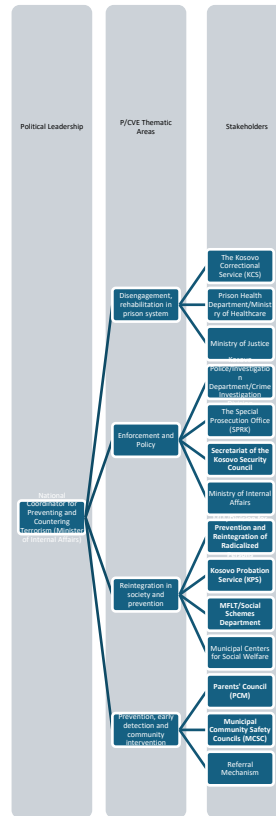 Political Leadership
P/CVE Thematic
Areas
Stakeholders
National
Coordinator for
Preventing and
Countering
Terrorism (Minister
of Internal Affairs)
Disengagement,
rehabilitation in
prison system
The Kosovo
Correctional
Service (KCS)
Prison Health
Department/Minist
ry of Healthcare
Ministry of Justice
Enforcement and
Policy
Police/Investigatio
n
Department/Crime
Investigation
The Special
Prosecution Office
(SPRK)
Secretariat of the
Kosovo Security
Council
Ministry of Internal
Affairs
Reintegration in
society and
prevention
Prevention and
Reintegration of
Radicalized
Kosovo Probation
Service (KPS)
MFLT/Social
Schemes
Department
Municipal Centers
for Social Welfare
Prevention, early
detection and
community
intervention
Parents' Council
(PCM)
Municipal
Community Safety
Councils (MCSC)
Referral
Mechanism